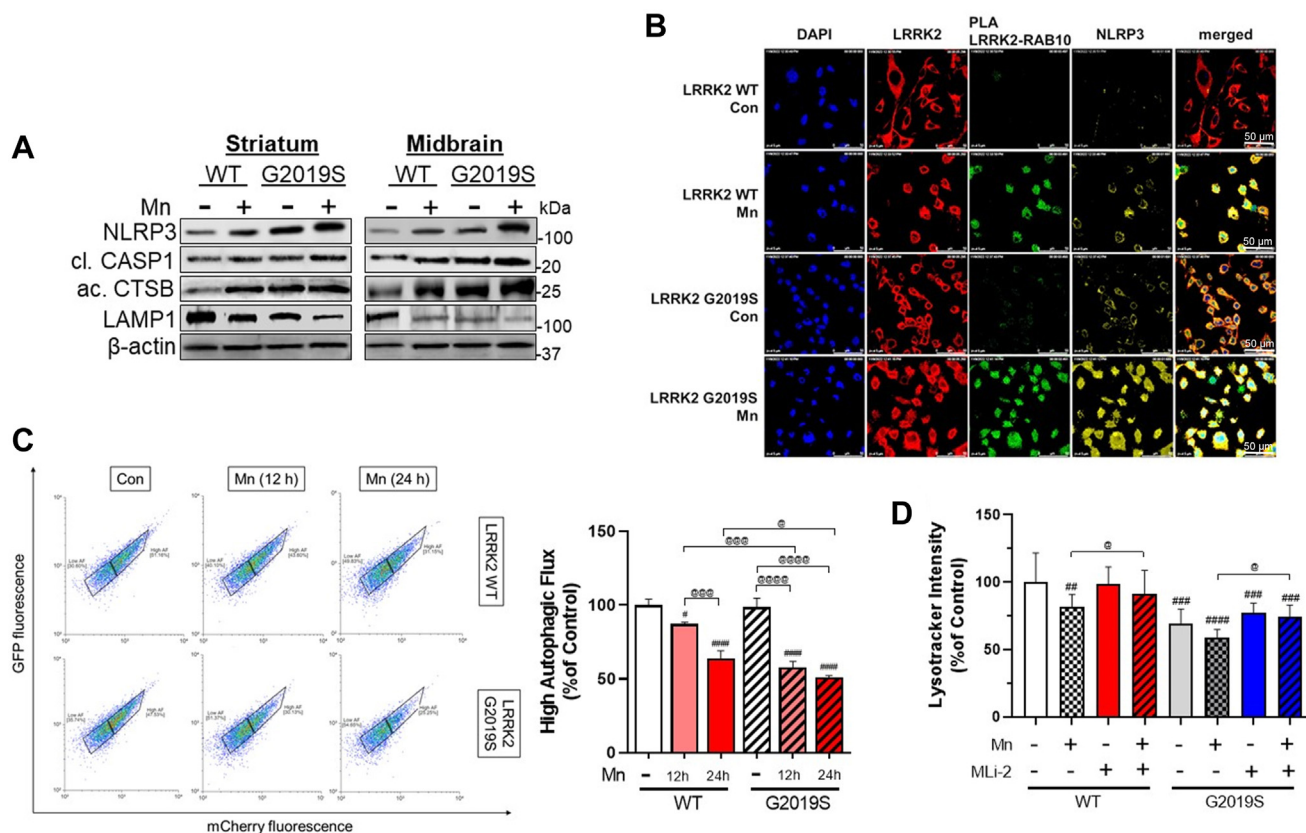 A
Striatum
Midbrain
WT G2019S WT G2019S
Mn - + - + - + - + kDa
NLRP3 -100
cl. CASP1 -20
ac. CTSB -25
LAMP1 -100
β-actin -37
B
PLA
DAPI LRRK2 LRRK2-RAB10 NLRP3 merged
LRRK2 WT
Con
50 μm
LRRK2 WT
Mn
50 μm
LRRK2 G2019S
Con
50 μm
LRRK2 G2019S
Mn
50 μm
C
Con Mn (12 h) Mn (24 h)
GFP fluorescence
LRRK2 WT
LRRK2
G2019S
mCherry fluorescence
High Autophagic Flux
(% of Control)
150
100
50
0
@
@@@
@@@@
@@@ @@@@
# #### #### ####
Mn - 12h 24h - 12h 24h
WT G2019S
D
Lysotracker Intensity
(% of Control)
150
100
50
0
@ @
## ### #### ### ###
Mn - + - + - + - +
MLi-2 - - + + - - + +
WT G2019S